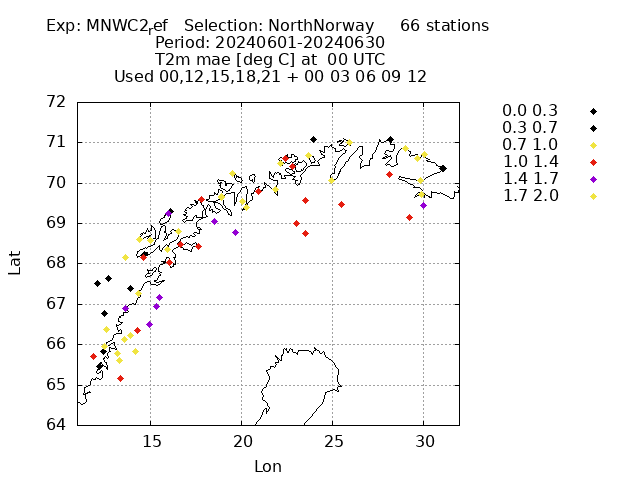 Exp: MNWC2ref Selection: NorthNorway 66 stations
Period: 20240601-20240630
T2m mae [deg C] at 00 UTC
Used 00,12,15,18,21 + 00 03 06 09 12
0.0 0.3
0.3 0.7
0.7 1.0
1.0 1.4
1.4 1.7
1.7 2.0
72
71
70
69
68
67
66
65
64
Lat
15 20 25 30
Lon